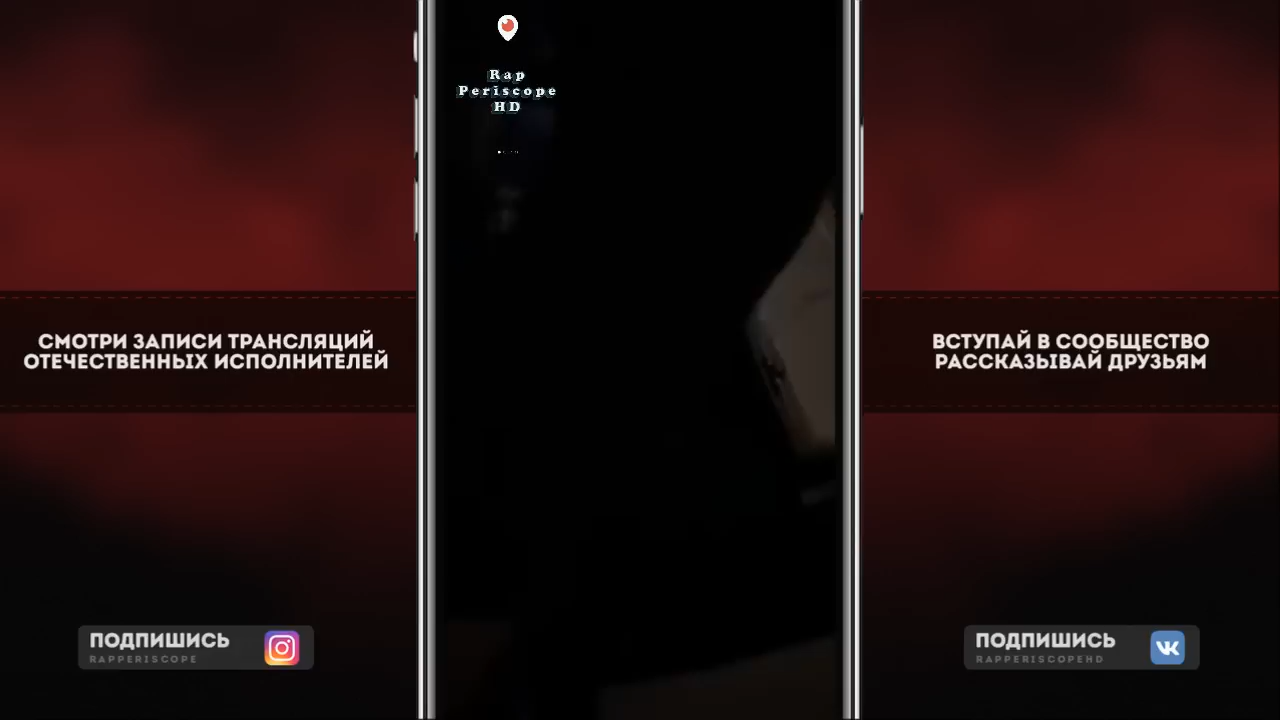 Rap
Periscope
HD
СМОТРИ ЗАПИСИ ТРАНСЛЯЦИЙ
ОТЕЧЕСТВЕННЫХ ИСПОЛНИТЕЛЕЙ
ВСТУПАЙ В СООБЩЕСТВО
РАССКАЗЫВАЙ ДРУЗЬЯМ
ПОДПИШИСЬ
RAPPERISCOPE
ПОДПИШИСЬ
RAPPERISCOPEHD